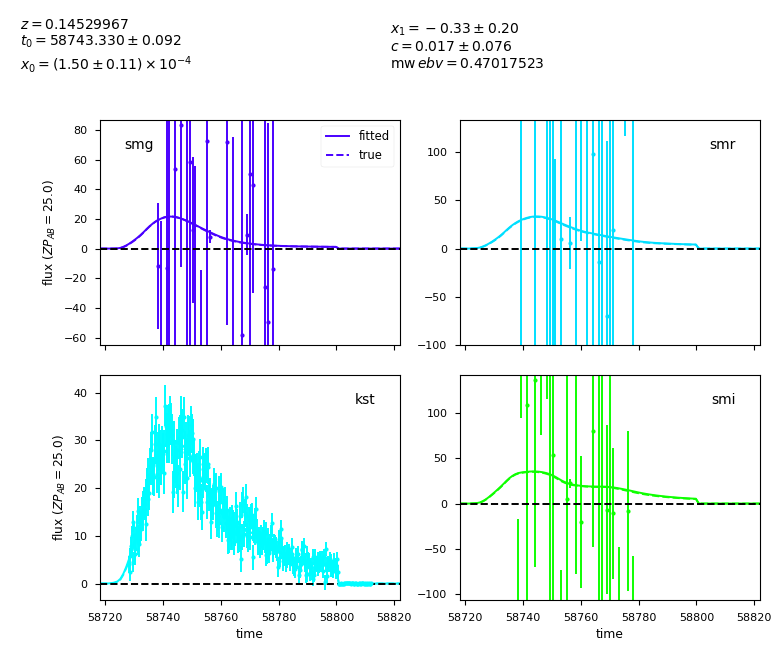 z = 0.14529967
t₀ = 58743.330 ± 0.092
x₀ = (1.50 ± 0.11) × 10⁻⁴
x₁ = −0.33 ± 0.20
c = 0.017 ± 0.076
mw ebv = 0.47017523
smg
fitted
true
80
60
40
20
0
−20
−40
−60
flux (ZP_AB = 25.0)
smr
100
50
0
−50
−100
kst
40
30
20
10
0
flux (ZP_AB = 25.0)
58720 58740 58760 58780 58800 58820
time
smi
100
50
0
−50
−100
58720 58740 58760 58780 58800 58820
time